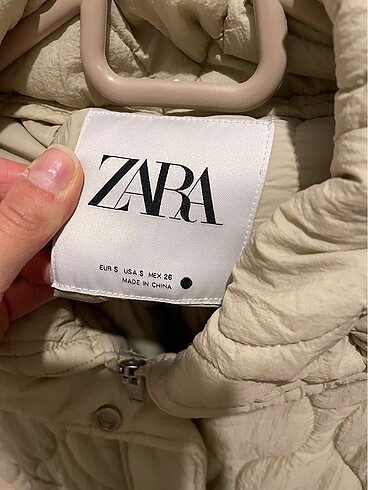 ZARA
EUR S USA S MEX 26
MADE IN CHINA